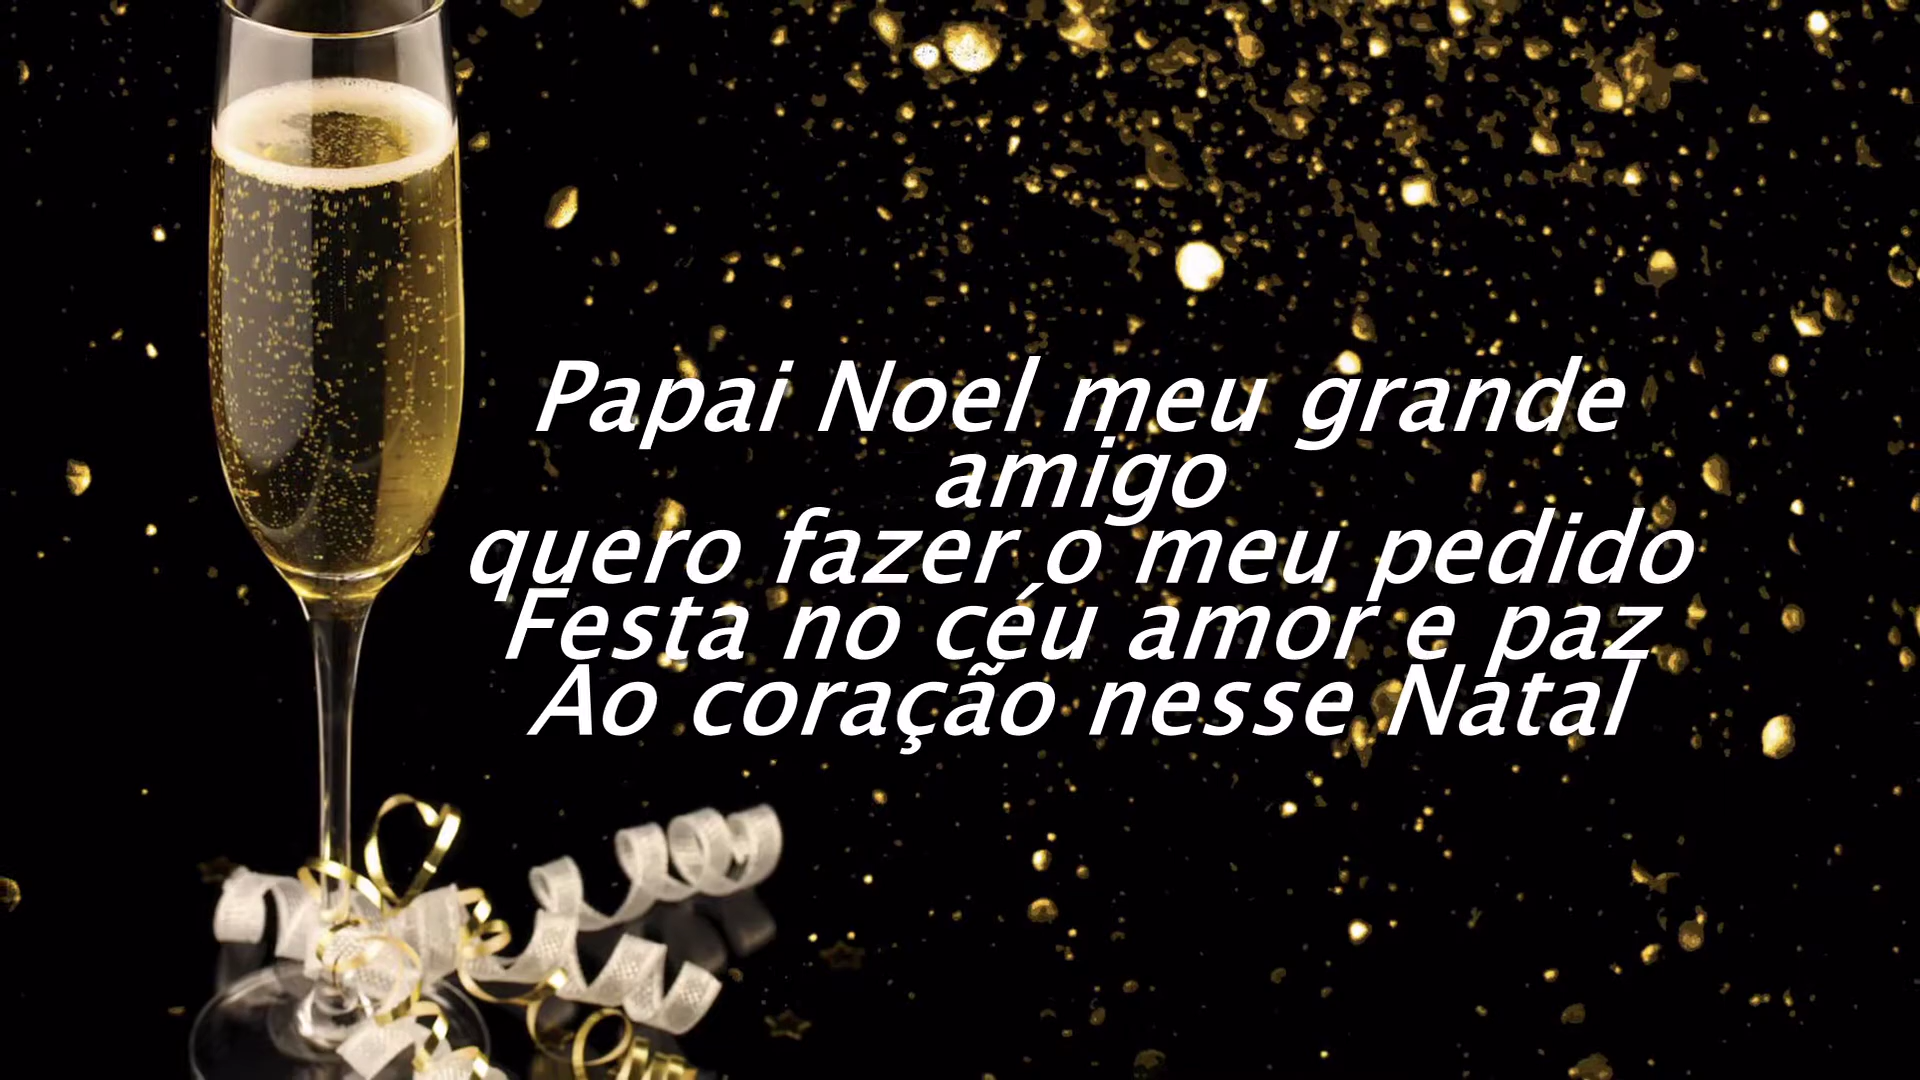 Papai Noel meu grande
amigo
quero fazer o meu pedido
Festa no céu amor e paz
Ao coração nesse Natal